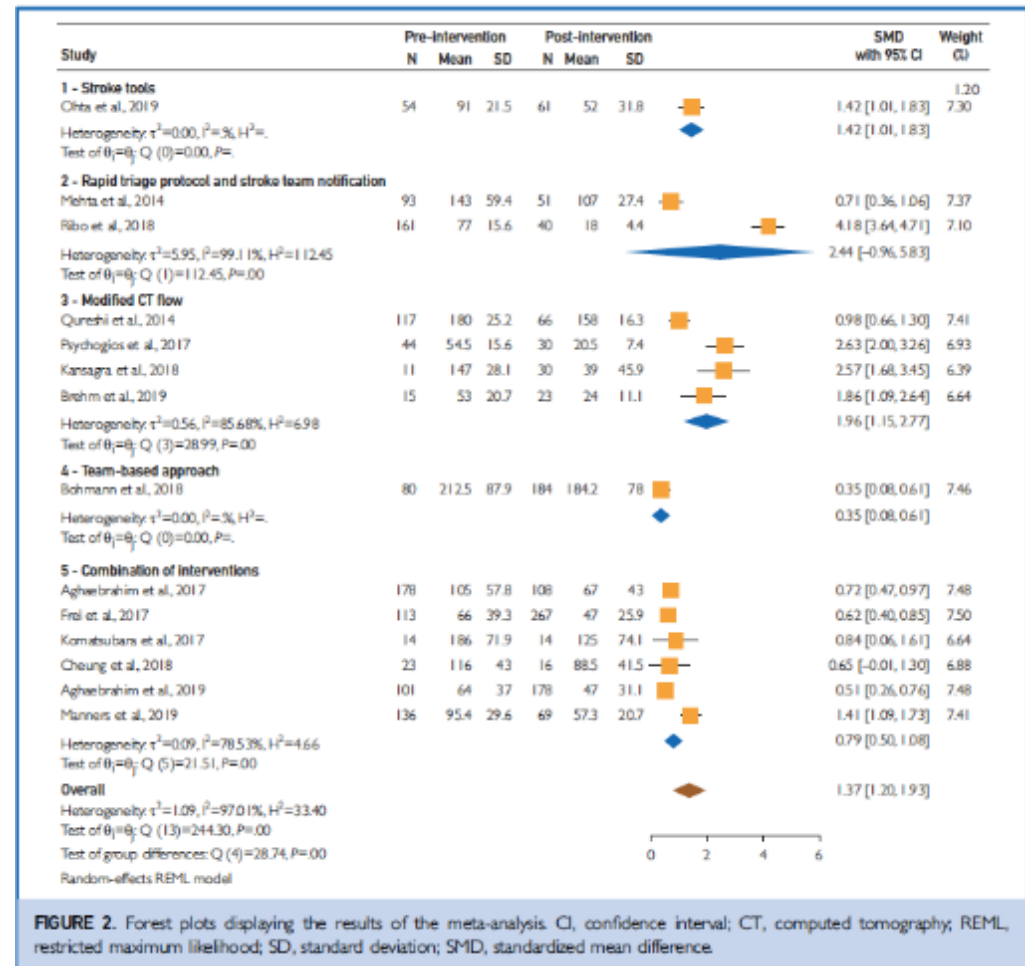 Pre-intervention Post-intervention SMD Weight
Study N Mean SD N Mean SD with 95% CI (%)
1 - Stroke tools 1.20
Ohta et al, 2019 54 91 21.5 61 52 31.8 1.42 [1.01, 1.83] 7.30
Heterogeneity: τ²=0.00, I²=.%, H²=. 1.42 [1.01, 1.83]
Test of θi=θj: Q (0)=0.00, P=.
2 - Rapid triage protocol and stroke team notification
Mehta et al, 2014 93 143 59.4 51 107 27.4 0.71 [0.36, 1.06] 7.37
Ribo et al, 2018 161 77 15.6 40 18 4.4 4.18 [3.64, 4.71] 7.10
Heterogeneity: τ²=5.95, I²=99.11%, H²=112.45 2.44 [−0.96, 5.83]
Test of θi=θj: Q (1)=112.45, P=.00
3 - Modified CT flow
Qureshi et al, 2014 117 180 25.2 66 158 16.3 0.98 [0.66, 1.30] 7.41
Psychogios et al, 2017 44 54.5 15.6 30 20.5 7.4 2.63 [2.00, 3.26] 6.93
Kansagra et al, 2018 11 147 28.1 30 39 45.9 2.57 [1.68, 3.45] 6.39
Brehm et al, 2019 15 53 20.7 23 24 11.1 1.86 [1.09, 2.64] 6.64
Heterogeneity: τ²=0.56, I²=85.68%, H²=6.98 1.96 [1.15, 2.77]
Test of θi=θj: Q (3)=28.99, P=.00
4 - Team-based approach
Bohmann et al, 2018 80 212.5 87.9 184 184.2 78 0.35 [0.08, 0.61] 7.46
Heterogeneity: τ²=0.00, I²=.%, H²=. 0.35 [0.08, 0.61]
Test of θi=θj: Q (0)=0.00, P=.
5 - Combination of interventions
Aghaebrahim et al, 2017 178 105 57.8 108 67 43 0.72 [0.47, 0.97] 7.48
Frei et al, 2017 113 66 39.3 267 47 25.9 0.62 [0.40, 0.85] 7.50
Komatsubara et al, 2017 14 186 71.9 14 125 74.1 0.84 [0.06, 1.61] 6.64
Cheung et al, 2018 23 116 43 16 88.5 41.5 0.65 [−0.01, 1.30] 6.88
Aghaebrahim et al, 2019 101 64 37 178 47 31.1 0.51 [0.26, 0.76] 7.48
Manners et al, 2019 136 95.4 29.6 69 57.3 20.7 1.41 [1.09, 1.73] 7.41
Heterogeneity: τ²=0.09, I²=78.53%, H²=4.66 0.79 [0.50, 1.08]
Test of θi=θj: Q (5)=21.51, P=.00
Overall 1.37 [1.20, 1.93]
Heterogeneity: τ²=1.09, I²=97.01%, H²=33.40
Test of θi=θj: Q (13)=244.30, P=.00
Test of group differences: Q (4)=28.74, P=.00
0 2 4 6
Random-effects REML model
FIGURE 2. Forest plots displaying the results of the meta-analysis. CI, confidence interval; CT, computed tomography; REML,
restricted maximum likelihood; SD, standard deviation; SMD, standardized mean difference.